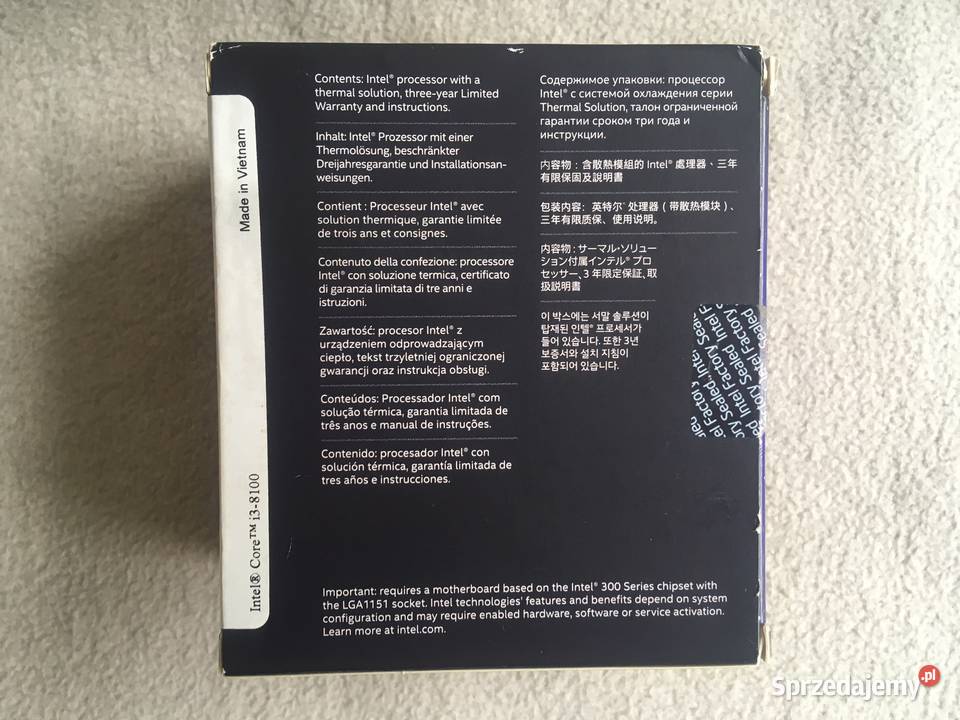 Made in Vietnam
Intel® Core™ i3-8100
Contents: Intel® processor with a
thermal solution, three-year Limited
Warranty and instructions.
Inhalt: Intel® Prozessor mit einer
Thermolösung, beschränkter
Dreijahresgarantie und Installationsan-
weisungen.
Contient : Processeur Intel® avec
solution thermique, garantie limitée
de trois ans et consignes.
Contenuto della confezione: processore
Intel® con soluzione termica, certificato
di garanzia limitata di tre anni e
istruzioni.
Zawartość: procesor Intel® z
urządzeniem odprowadzającym
ciepło, tekst trzyletniej ograniczonej
gwarancji oraz instrukcja obsługi.
Conteúdos: Processador Intel® com
solução térmica, garantia limitada de
três anos e manual de instruções.
Contenido: procesador Intel® con
solución térmica, garantía limitada de
tres años e instrucciones.
Содержимое упаковки: процессор
Intel® с системой охлаждения серии
Thermal Solution, талон ограниченной
гарантии сроком три года и
инструкции.
內容物：含散熱模組的 Intel® 處理器、三年
有限保固及說明書
包装内容：英特尔® 处理器（带散热模块）、
三年有限质保、使用说明。
内容物 : サーマル・ソリュー
ション付属インテル® プロ
セッサー、3 年限定保証、取
扱説明書
이 박스에는 서말 솔루션이
탑재된 인텔® 프로세서가
들어 있습니다. 또한 3년
보증서와 설치 지침이
포함되어 있습니다.
Intel Factory Sealed
Important: requires a motherboard based on the Intel® 300 Series chipset with
the LGA1151 socket. Intel technologies' features and benefits depend on system
configuration and may require enabled hardware, software or service activation.
Learn more at intel.com.
Sprzedajemy.pl